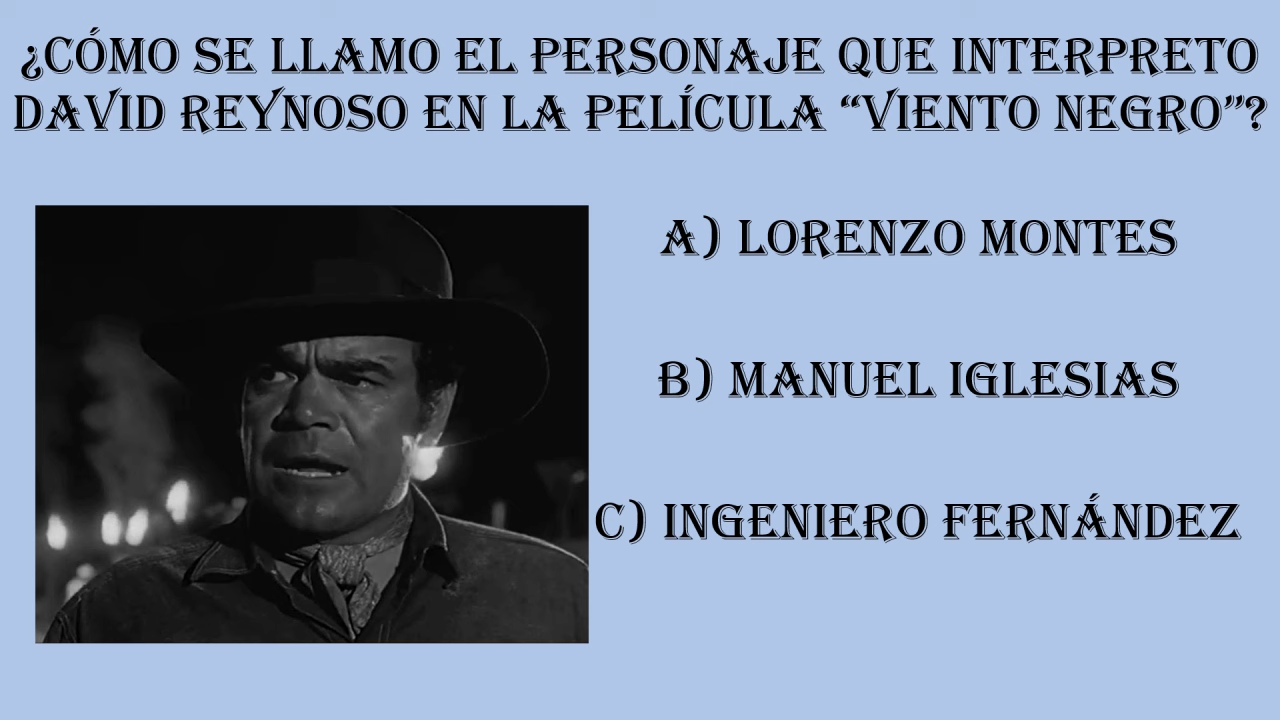 ¿CÓMO SE LLAMO EL PERSONAJE QUE INTERPRETO
DAVID REYNOSO EN LA PELÍCULA “VIENTO NEGRO”?
A) LORENZO MONTES
B) MANUEL IGLESIAS
C) INGENIERO FERNÁNDEZ